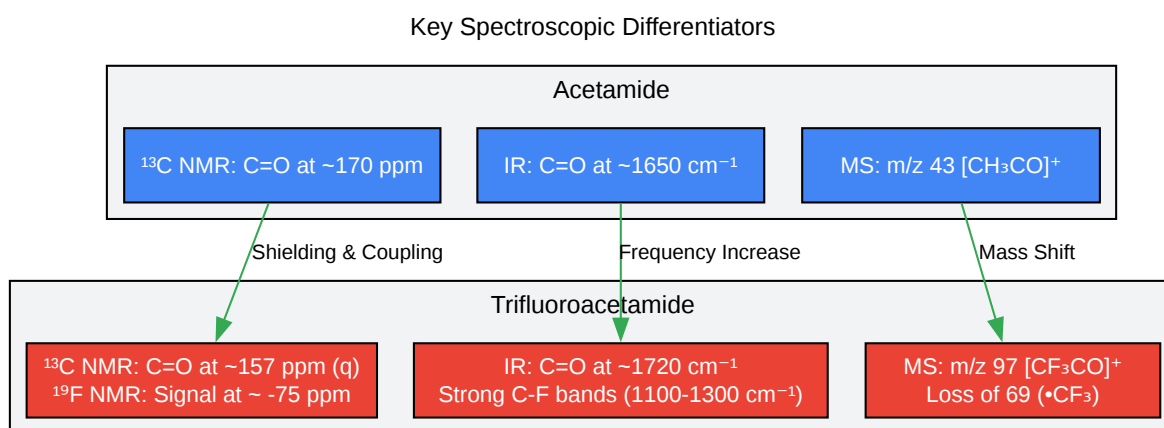 Key Spectroscopic Differentiators
Acetamide
¹³C NMR: C=O at ~170 ppm
IR: C=O at ~1650 cm⁻¹
MS: m/z 43 [CH₃CO]⁺
Shielding & Coupling
Frequency Increase
Mass Shift
Trifluoroacetamide
¹³C NMR: C=O at ~157 ppm (q)
¹⁹F NMR: Signal at ~ -75 ppm
IR: C=O at ~1720 cm⁻¹
Strong C-F bands (1100-1300 cm⁻¹)
MS: m/z 97 [CF₃CO]⁺
Loss of 69 (•CF₃)